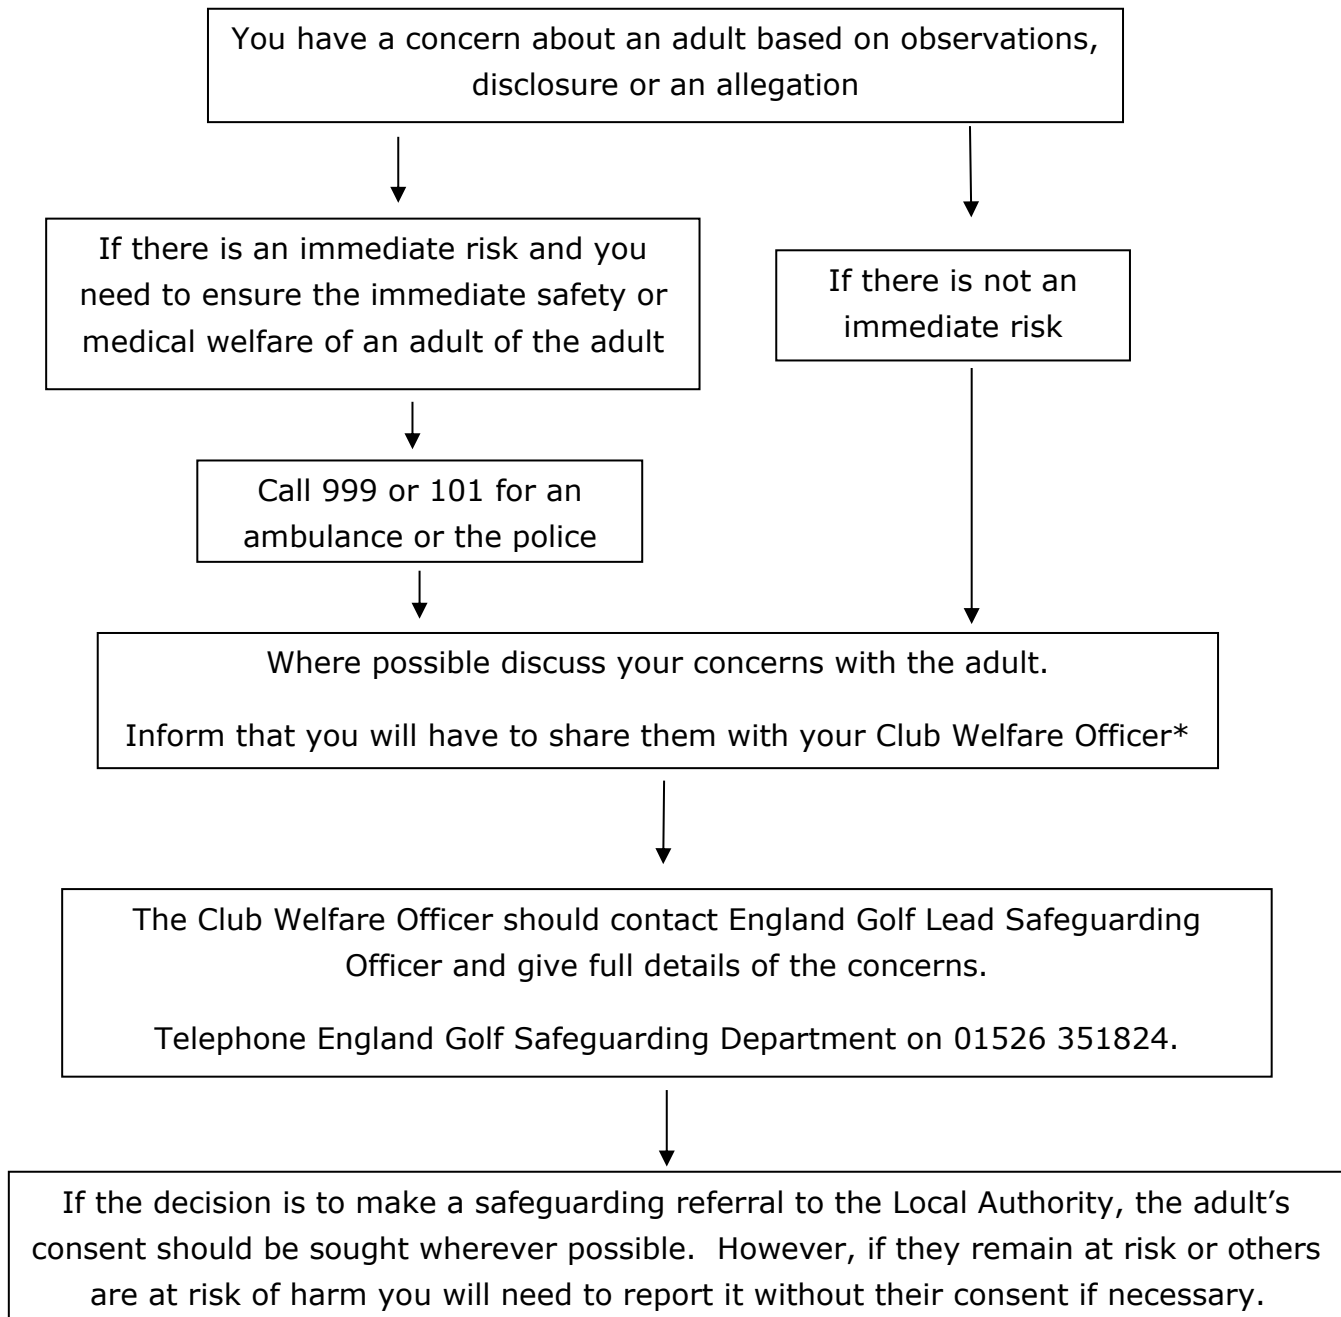 You have a concern about an adult based on observations,
disclosure or an allegation
If there is an immediate risk and you
need to ensure the immediate safety or
medical welfare of an adult of the adult
If there is not an
immediate risk
Call 999 or 101 for an
ambulance or the police
Where possible discuss your concerns with the adult.
Inform that you will have to share them with your Club Welfare Officer*
The Club Welfare Officer should contact England Golf Lead Safeguarding
Officer and give full details of the concerns.
Telephone England Golf Safeguarding Department on 01526 351824.
If the decision is to make a safeguarding referral to the Local Authority, the adult’s
consent should be sought wherever possible.  However, if they remain at risk or others
are at risk of harm you will need to report it without their consent if necessary.